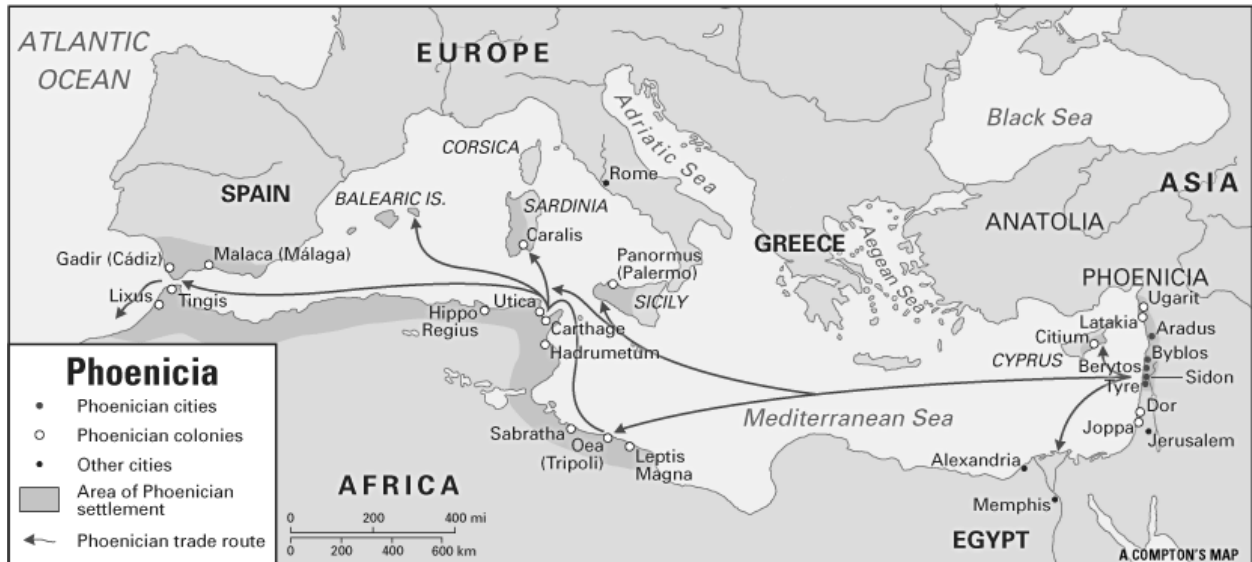 ATLANTIC
OCEAN
EUROPE
Black Sea
Adriatic Sea
CORSICA
Rome
ASIA
SPAIN
BALEARIC IS.
SARDINIA
ANATOLIA
Caralis
GREECE
Aegean Sea
Gadir (Cádiz)
Malaca (Málaga)
Panormus
(Palermo)
PHOENICIA
Lixus
Tingis
Utica
SICILY
Ugarit
Hippo
Regius
Carthage
Latakia
Aradus
Citium
Hadrumetum
CYPRUS
Byblos
Berytos
Sidon
Tyre
Mediterranean Sea
Dor
Joppa
Jerusalem
Sabratha
Oea
(Tripoli)
Leptis
Magna
Alexandria
AFRICA
Memphis
EGYPT
Phoenicia
Phoenician cities
Phoenician colonies
Other cities
Area of Phoenician
settlement
Phoenician trade route
0 200 400 mi
0 200 400 600 km
A COMPTON'S MAP